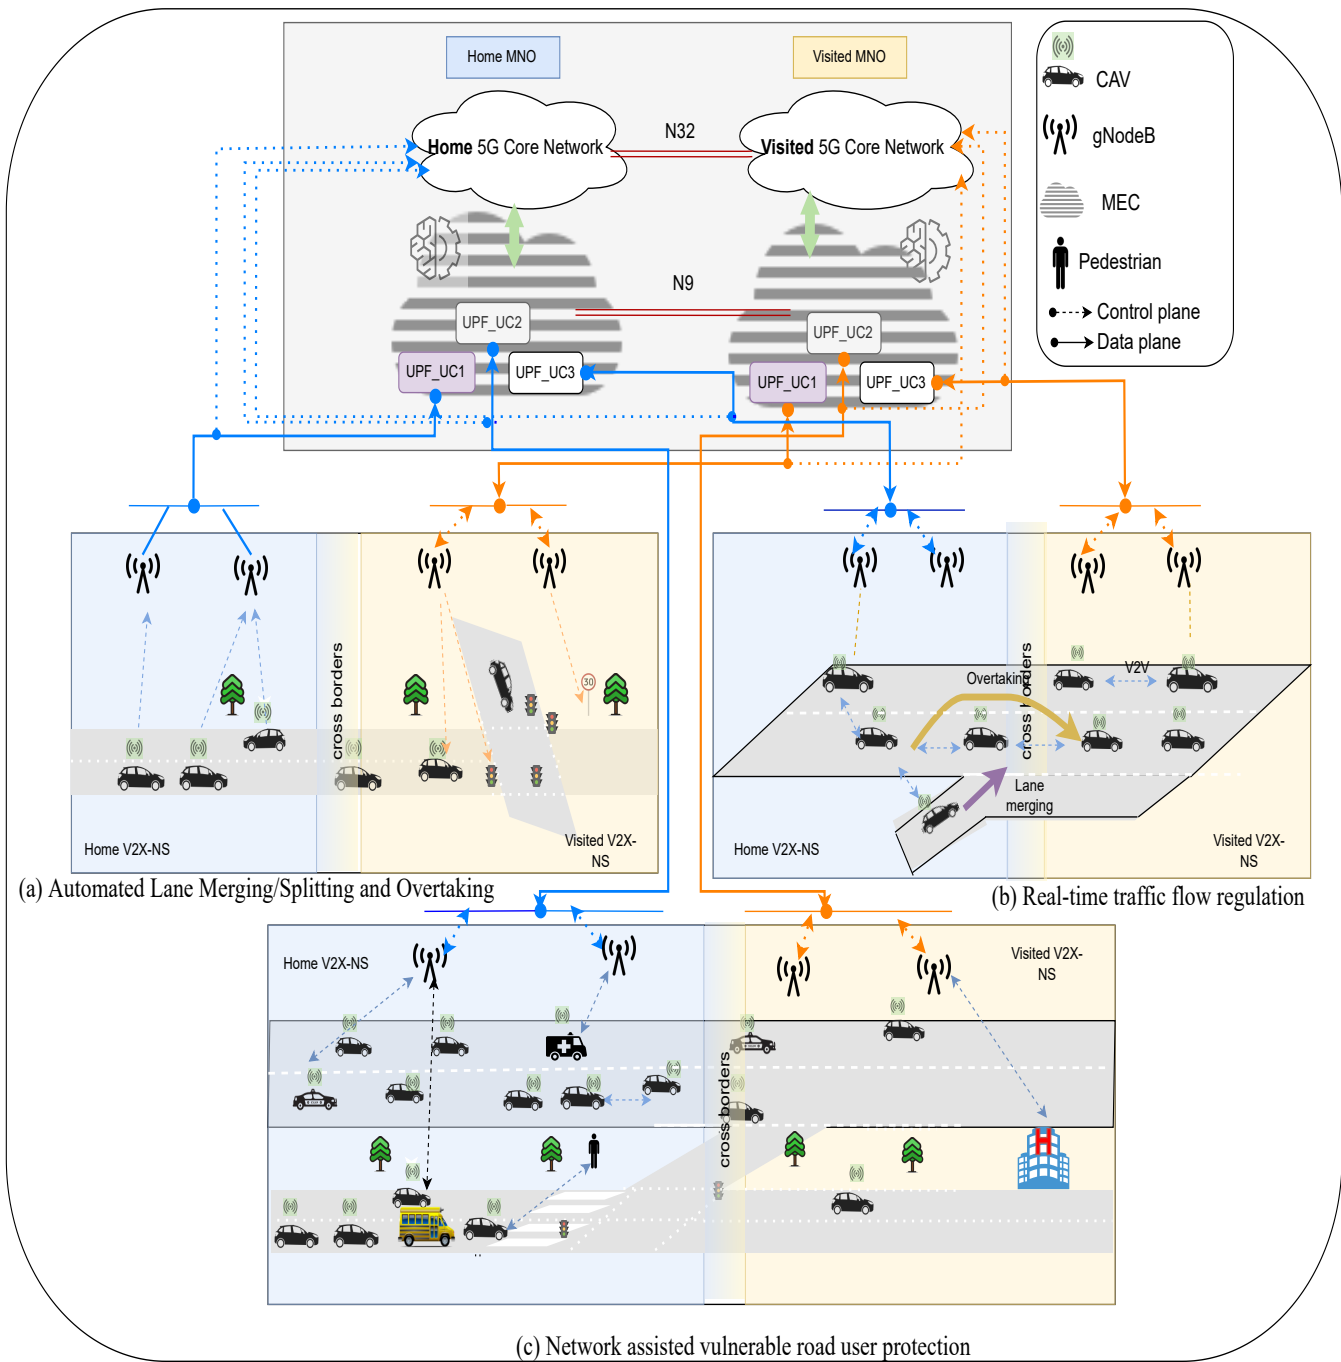 Home MNO
Visited MNO
CAV
gNodeB
MEC
Pedestrian
Control plane
Data plane
Home 5G Core Network
N32
Visited 5G Core Network
N9
UPF_UC2
UPF_UC1
UPF_UC3
UPF_UC2
UPF_UC1
UPF_UC3
cross borders
30
Home V2X-NS
Visited V2X-
NS
(a) Automated Lane Merging/Splitting and Overtaking
cross borders
V2V
Overtaking
Lane
merging
Home V2X-NS
Visited V2X-
NS
(b) Real-time traffic flow regulation
Home V2X-NS
Visited V2X-
NS
cross borders
H
(c) Network assisted vulnerable road user protection